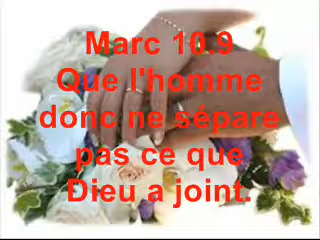 Marc 10.9
Que l'homme
donc ne sépare
pas ce que
Dieu a joint.